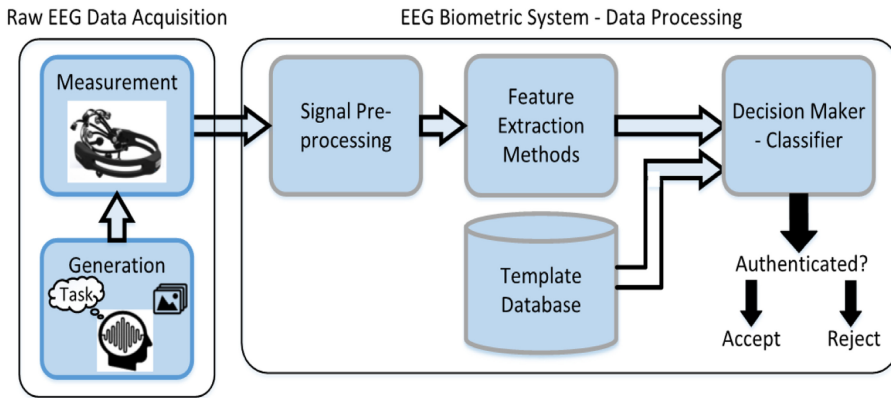 Raw EEG Data Acquisition
EEG Biometric System - Data Processing
Measurement
Generation
Task
Signal Pre-
processing
Feature
Extraction
Methods
Template
Database
Decision Maker
- Classifier
Authenticated?
Accept
Reject